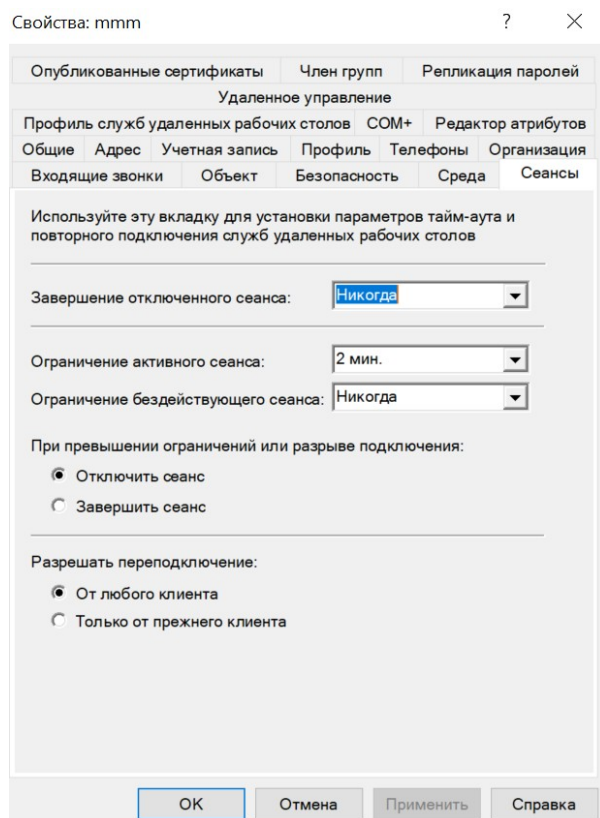 Свойства: mmm
?
Опубликованные сертификаты Член групп Репликация паролей
Удаленное управление
Профиль служб удаленных рабочих столов COM+ Редактор атрибутов
Общие Адрес Учетная запись Профиль Телефоны Организация
Входящие звонки Объект Безопасность Среда Сеансы
Используйте эту вкладку для установки параметров тайм-аута и
повторного подключения служб удаленных рабочих столов
Завершение отключенного сеанса: Никогда
Ограничение активного сеанса: 2 мин.
Ограничение бездействующего сеанса: Никогда
При превышении ограничений или разрыве подключения:
Отключить сеанс
Завершить сеанс
Разрешать переподключение:
От любого клиента
Только от прежнего клиента
OK Отмена Применить Справка